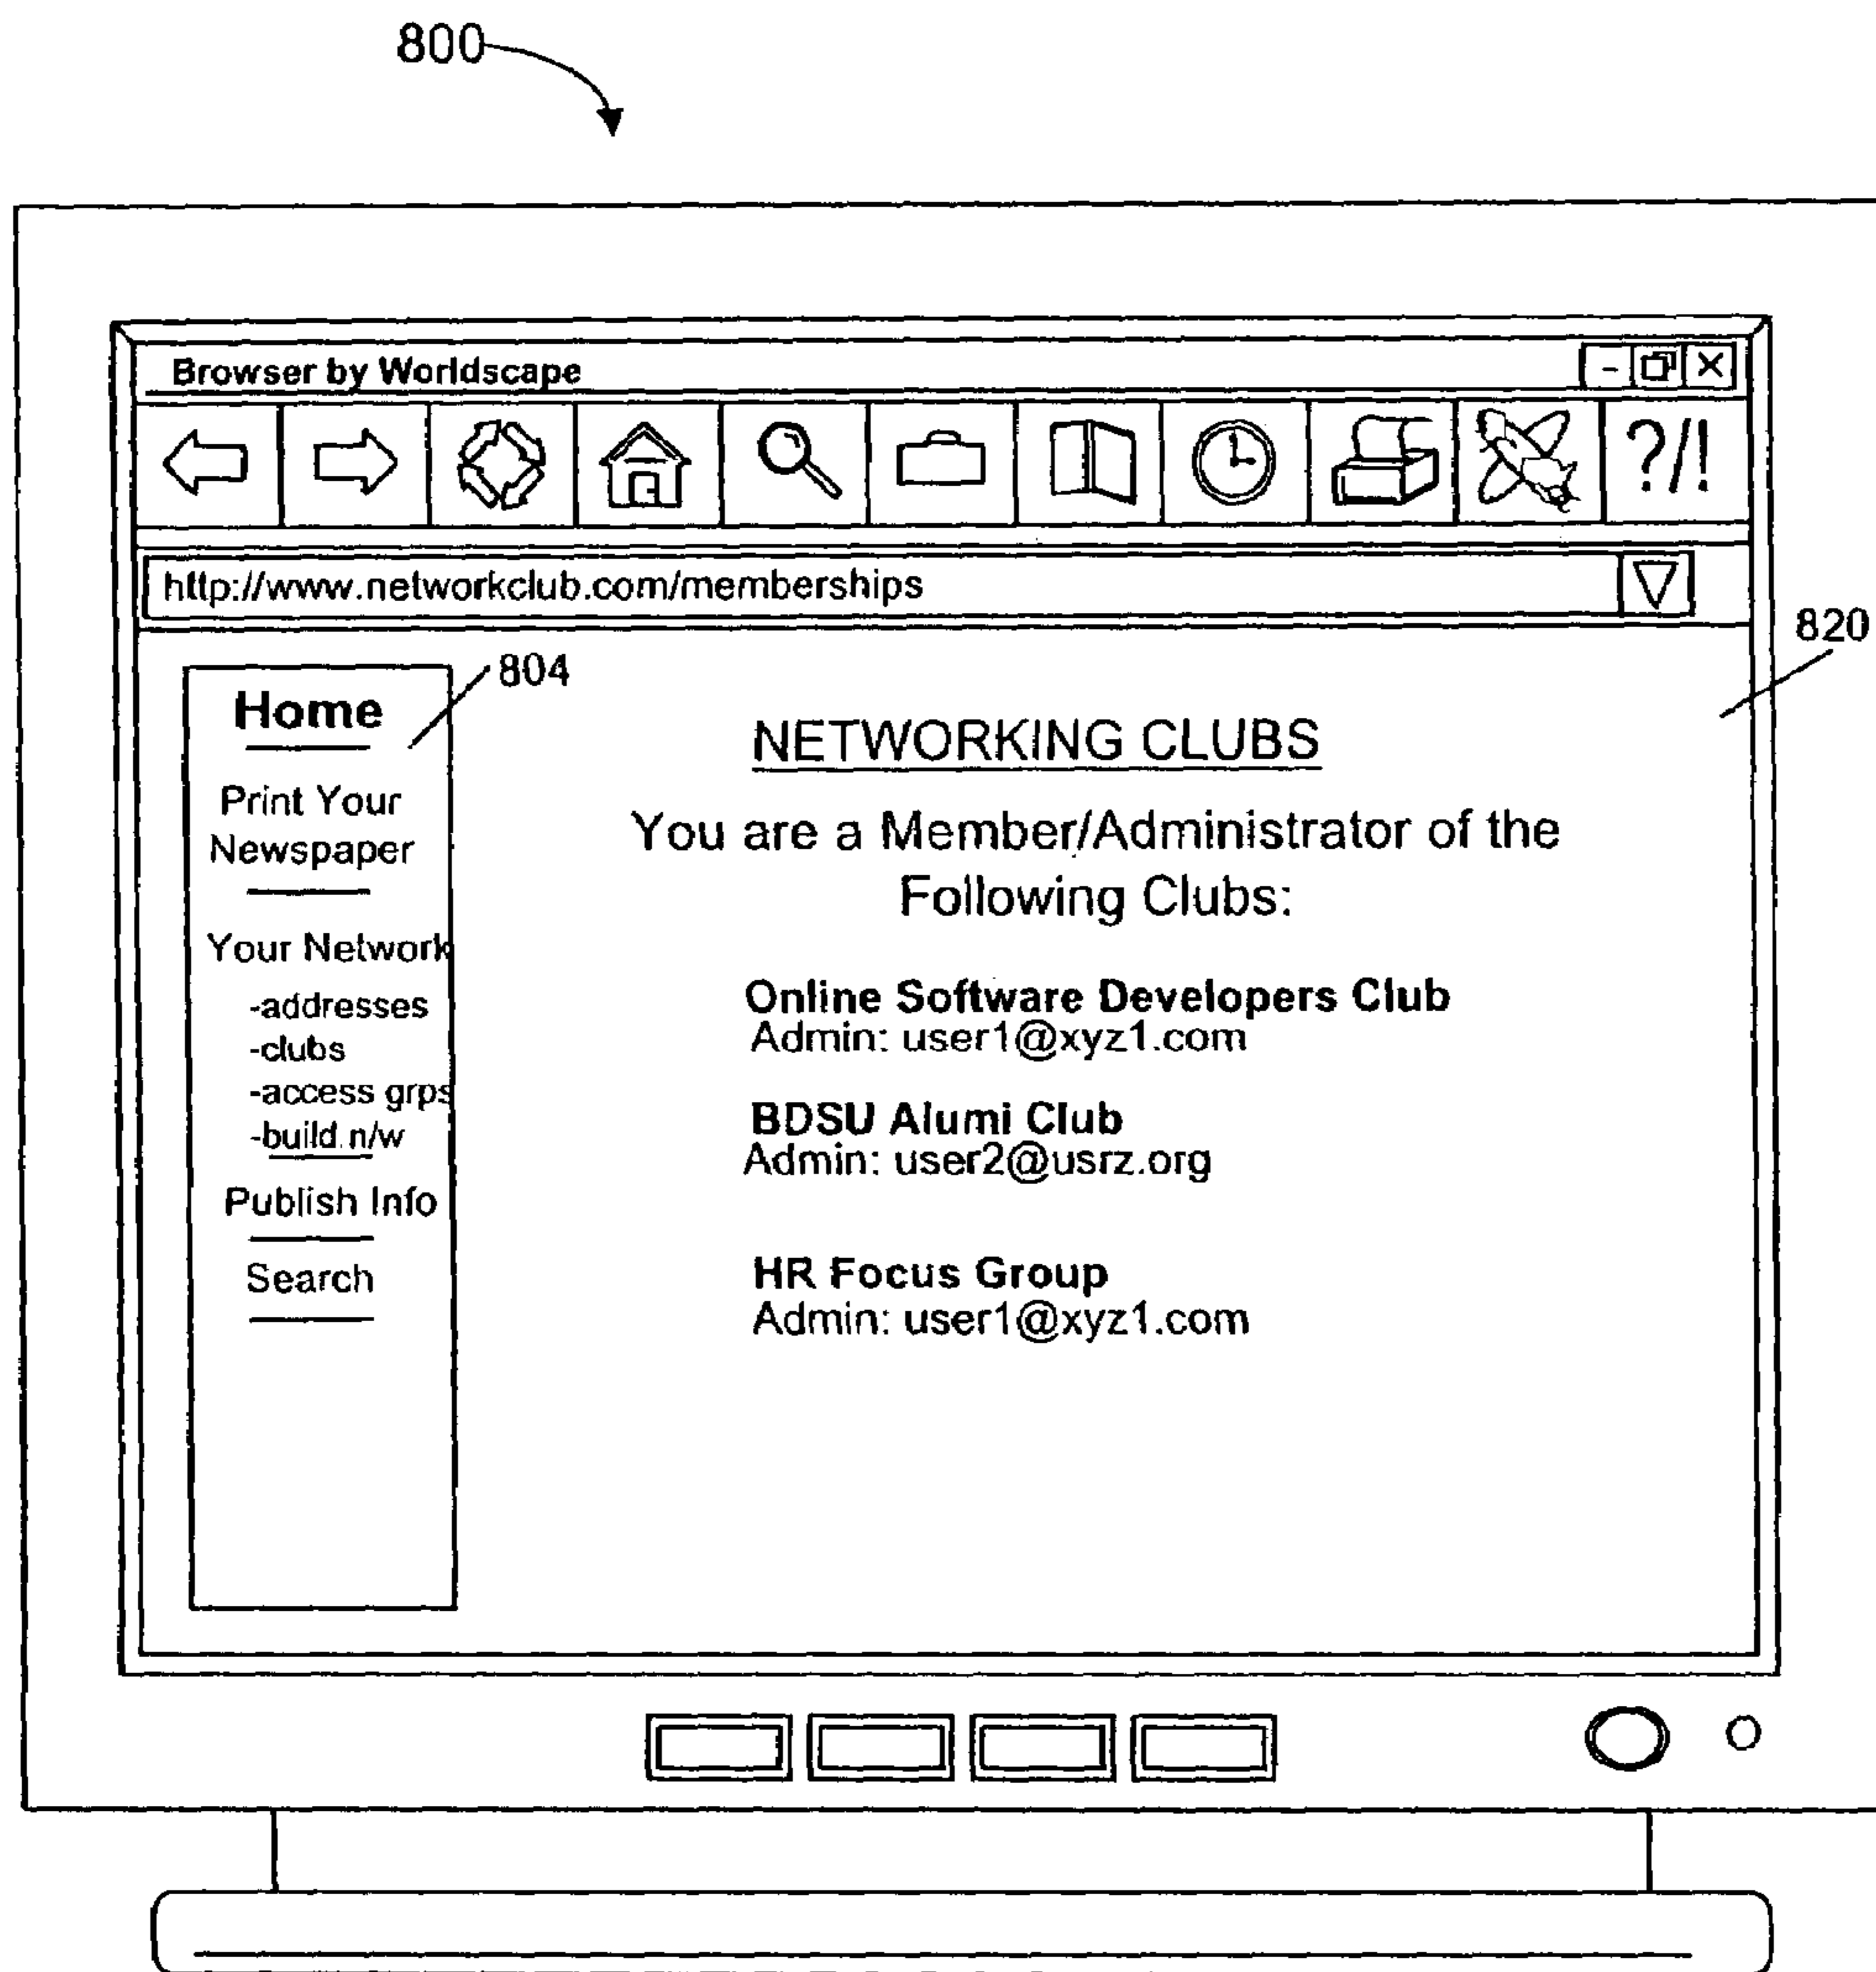 800
Browser by Worldscape
?/!
http://www.networkclub.com/memberships
820
804
Home
Print Your
Newspaper
Your Network
-addresses
-clubs
-access grps
-build n/w
Publish Info
Search
NETWORKING CLUBS
You are a Member/Administrator of the
Following Clubs:
Online Software Developers Club
Admin: user1@xyz1.com
BDSU Alumi Club
Admin: user2@usrz.org
HR Focus Group
Admin: user1@xyz1.com